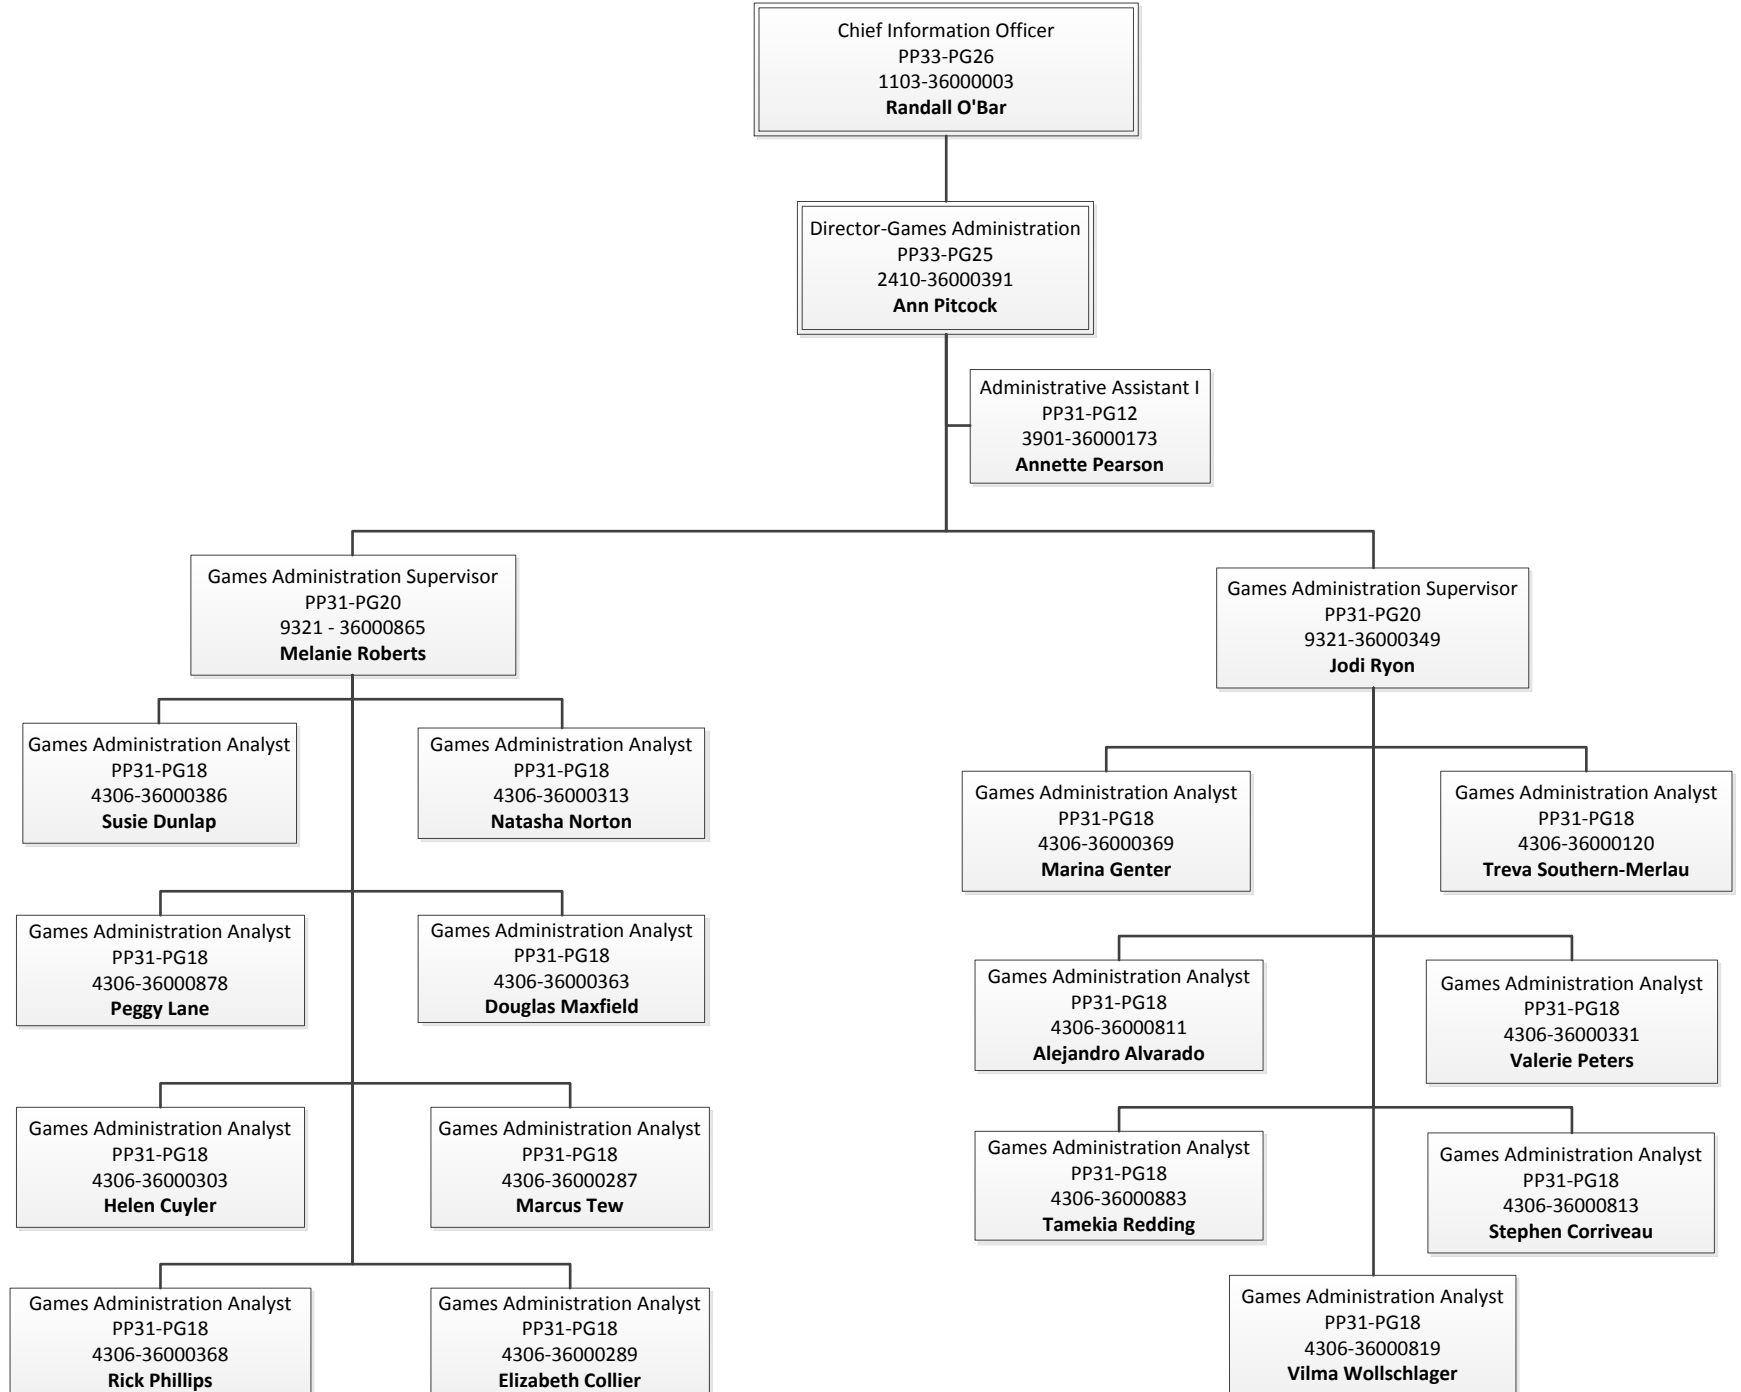 Chief Information Officer
PP33-PG26
1103-36000003
Randall O'Bar
Director-Games Administration
PP33-PG25
2410-36000391
Ann Pitcock
Administrative Assistant I
PP31-PG12
3901-36000173
Annette Pearson
Games Administration Supervisor
PP31-PG20
9321 - 36000865
Melanie Roberts
Games Administration Supervisor
PP31-PG20
9321-36000349
Jodi Ryon
Games Administration Analyst
PP31-PG18
4306-36000386
Susie Dunlap
Games Administration Analyst
PP31-PG18
4306-36000313
Natasha Norton
Games Administration Analyst
PP31-PG18
4306-36000369
Marina Genter
Games Administration Analyst
PP31-PG18
4306-36000120
Treva Southern-Merlau
Games Administration Analyst
PP31-PG18
4306-36000878
Peggy Lane
Games Administration Analyst
PP31-PG18
4306-36000363
Douglas Maxfield
Games Administration Analyst
PP31-PG18
4306-36000811
Alejandro Alvarado
Games Administration Analyst
PP31-PG18
4306-36000331
Valerie Peters
Games Administration Analyst
PP31-PG18
4306-36000303
Helen Cuyler
Games Administration Analyst
PP31-PG18
4306-36000287
Marcus Tew
Games Administration Analyst
PP31-PG18
4306-36000883
Tamekia Redding
Games Administration Analyst
PP31-PG18
4306-36000813
Stephen Corriveau
Games Administration Analyst
PP31-PG18
4306-36000368
Rick Phillips
Games Administration Analyst
PP31-PG18
4306-36000289
Elizabeth Collier
Games Administration Analyst
PP31-PG18
4306-36000819
Vilma Wollschlager